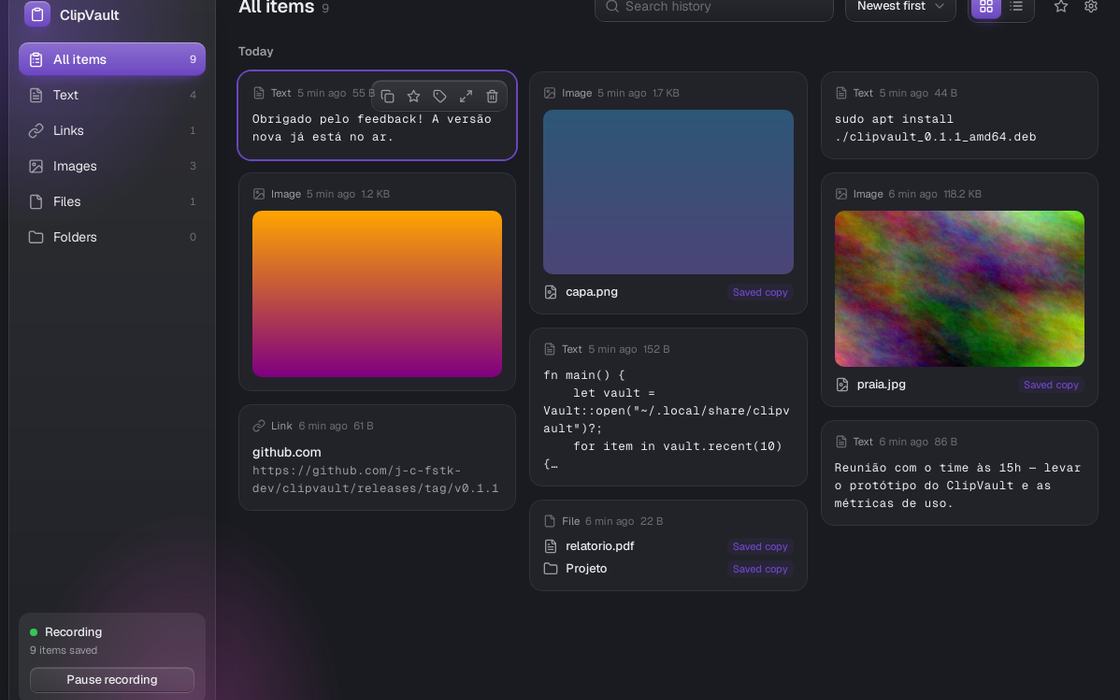 ClipVault
All items 9
Text 4
Links 1
Images 3
Files 1
Folders 0
Recording
9 items saved
Pause recording
All items 9
Search history
Newest first
Today
Text 5 min ago 55 B
Obrigado pelo feedback! A versão
nova já está no ar.
Image 5 min ago 1.2 KB
Link 6 min ago 61 B
github.com
https://github.com/j-c-fstk-
dev/clipvault/releases/tag/v0.1.1
Image 5 min ago 1.7 KB
capa.png Saved copy
Text 5 min ago 152 B
fn main() {
    let vault =
Vault::open("~/.local/share/clipv
ault")?;
    for item in vault.recent(10)
{…
File 6 min ago 22 B
relatorio.pdf Saved copy
Projeto Saved copy
Text 5 min ago 44 B
sudo apt install
./clipvault_0.1.1_amd64.deb
Image 6 min ago 118.2 KB
praia.jpg Saved copy
Text 6 min ago 86 B
Reunião com o time às 15h — levar
o protótipo do ClipVault e as
métricas de uso.